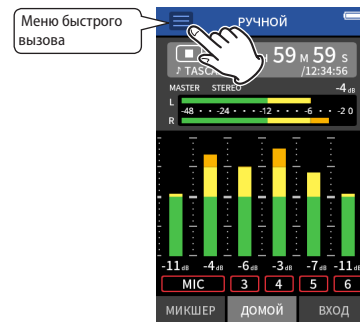 Меню быстрого
вызова
РУЧНОЙ
59 м 59 s
♪ TASCA /12:34:56
MASTER STEREO -4 dB
L
-48 -24 -12 -6 -2 0
R
-11 dB -4 dB -6 dB -3 dB -7 dB -11 dB
MIC 3 4 5 6
МИКШЕР ДОМОЙ ВХОД